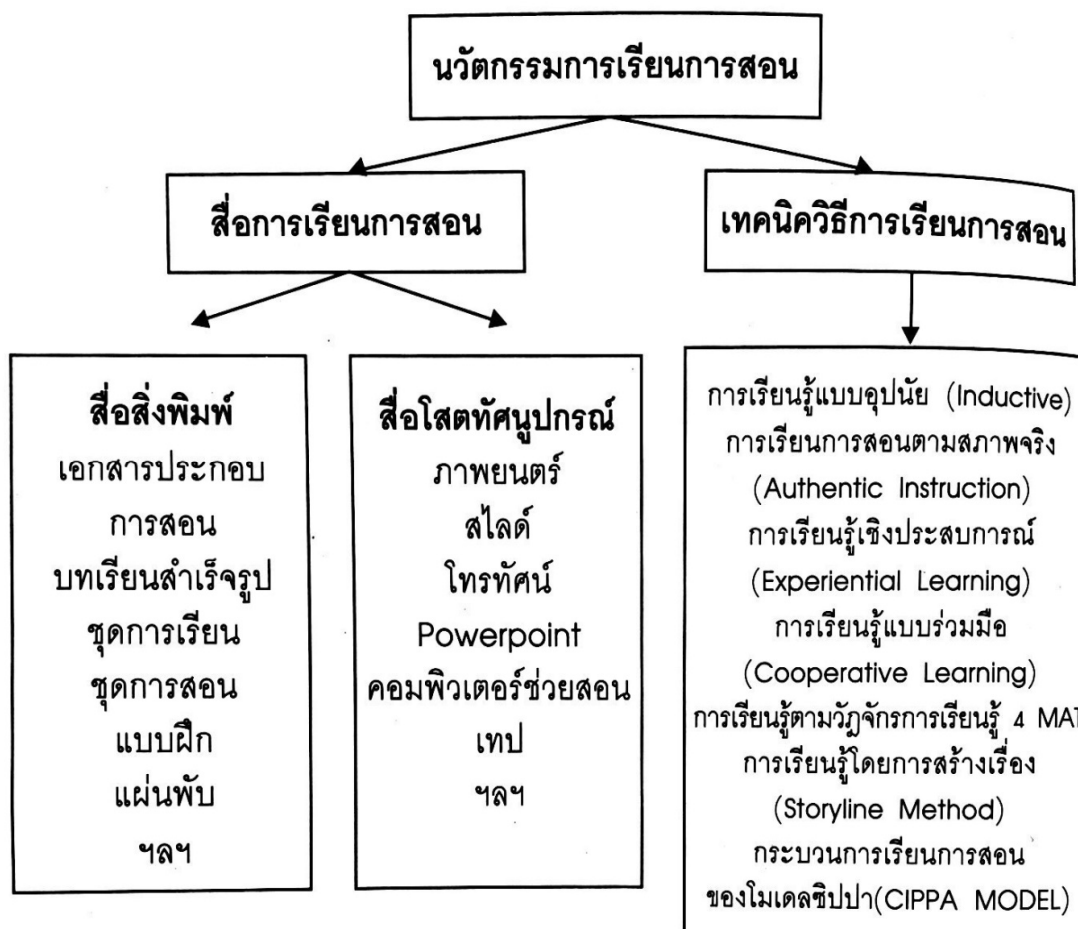 นวัตกรรมการเรียนการสอน
สื่อการเรียนการสอน
เทคนิควิธีการเรียนการสอน
สื่อสิ่งพิมพ์
เอกสารประกอบ
การสอน
บทเรียนสำเร็จรูป
ชุดการเรียน
ชุดการสอน
แบบฝึก
แผ่นพับ
ฯลฯ
สื่อโสตทัศนูปกรณ์
ภาพยนตร์
สไลด์
โทรทัศน์
Powerpoint
คอมพิวเตอร์ช่วยสอน
เทป
ฯลฯ
การเรียนรู้แบบอุปนัย (Inductive)
การเรียนการสอนตามสภาพจริง
(Authentic Instruction)
การเรียนรู้เชิงประสบการณ์
(Experiential Learning)
การเรียนรู้แบบร่วมมือ
(Cooperative Learning)
การเรียนรู้ตามวัฏจักรการเรียนรู้ 4 MAT
การเรียนรู้โดยการสร้างเรื่อง
(Storyline Method)
กระบวนการเรียนการสอน
ของโมเดลซิปปา(CIPPA MODEL)